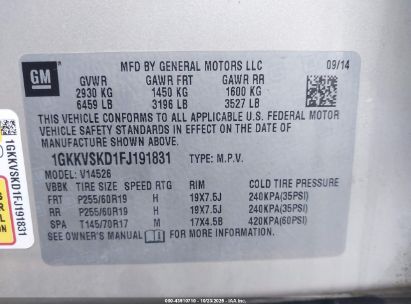 GM
MFD BY GENERAL MOTORS LLC 09/14
GVWR GAWR FRT GAWR RR
2930 KG 1450 KG 1600 KG
6459 LB 3196 LB 3527 LB
THIS VEHICLE CONFORMS TO ALL APPLICABLE U.S. FEDERAL MOTOR
VEHICLE SAFETY AND THEFT PREVENTION STANDARDS IN EFFECT ON THE DATE OF
MANUFACTURE SHOWN ABOVE.
1GKKVSKD1FJ191831 TYPE: M.P.V.
MODEL: V14526
VBBK TIRE SIZE SPEED RTG RIM COLD TIRE PRESSURE
FRT P255/60R19 H 19X7.5J 240KPA(35PSI)
RR P255/60R19 H 19X7.5J 240KPA(35PSI)
SPA T145/70R17 M 17X4.5B 420KPA(60PSI)
SEE OWNER'S MANUAL FOR MORE INFORMATION
1GKKVSKD1FJ191831